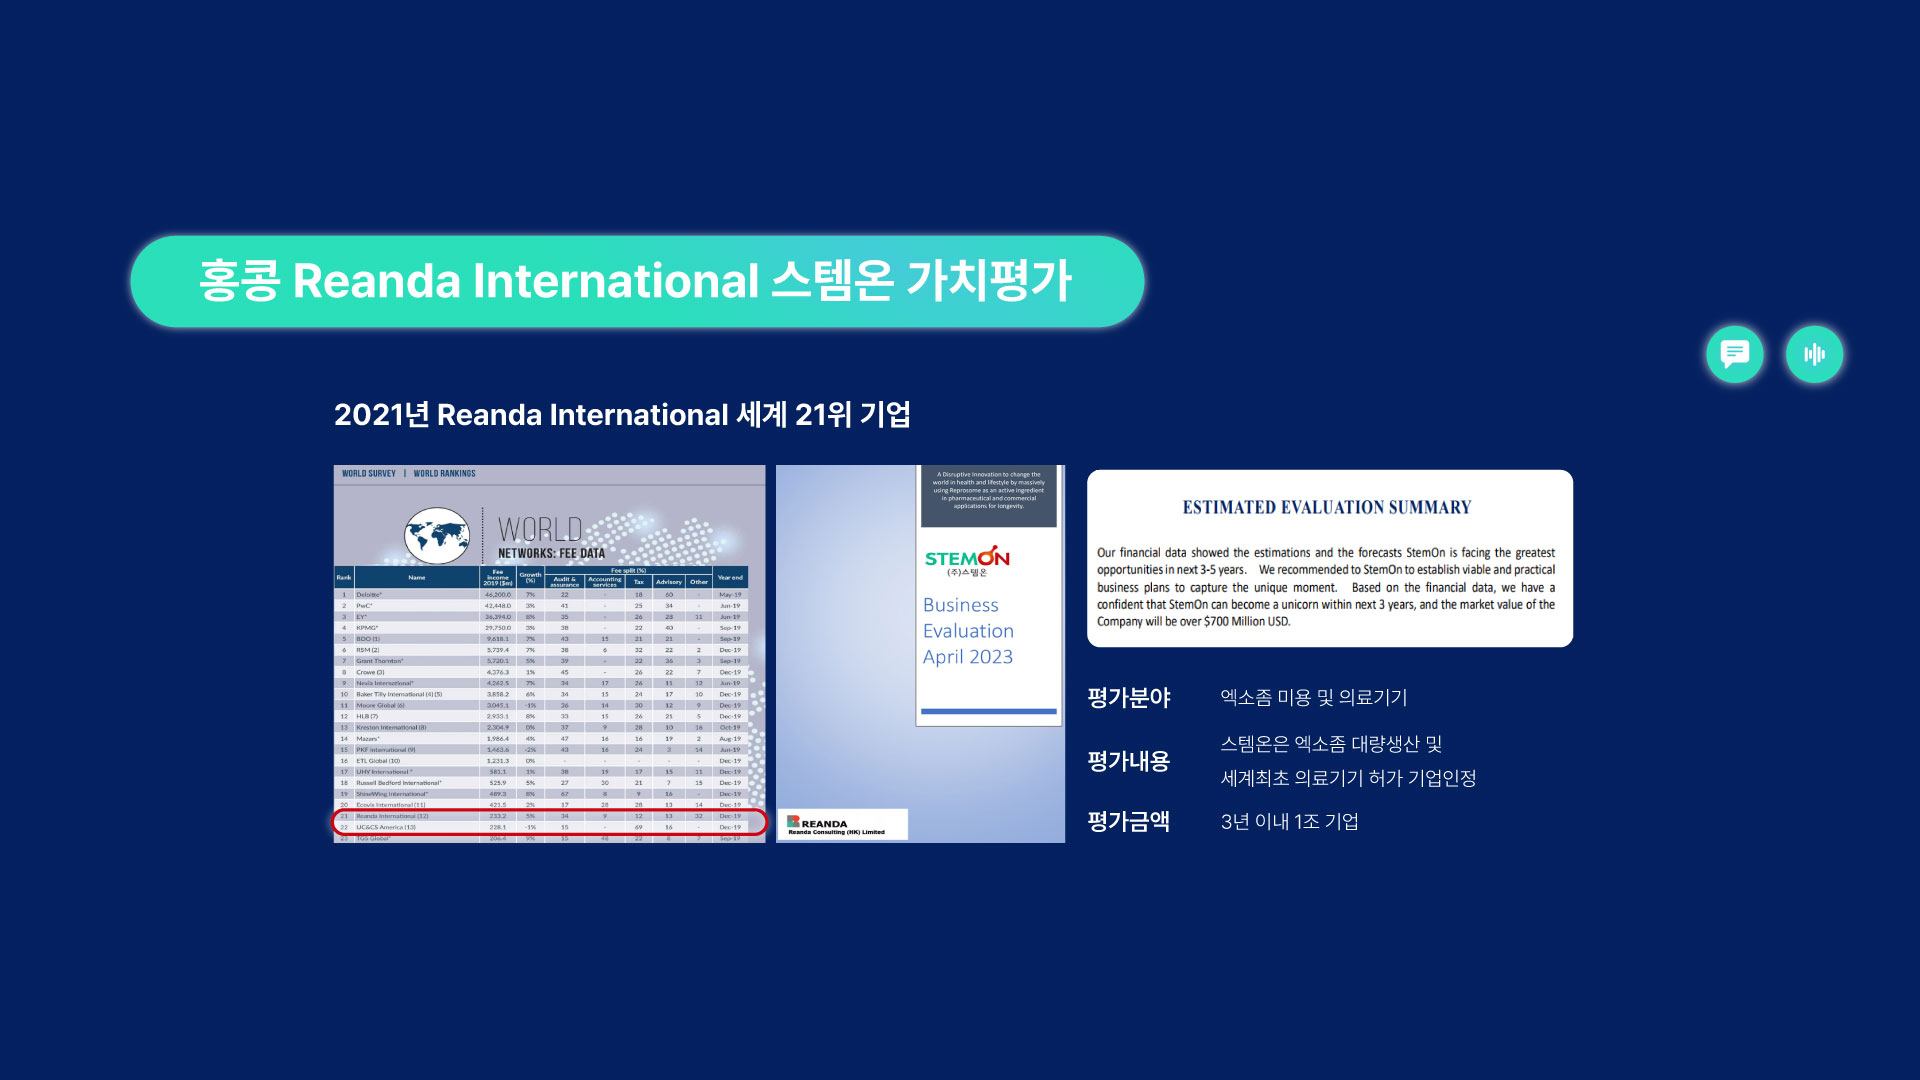 홍콩 Reanda International 스템온 가치평가
2021년 Reanda International 세계 21위 기업
WORLD SURVEY | WORLD RANKINGS
WORLD
NETWORKS: FEE DATA
Rank Name Fee income 2019 ($m) Growth (%) Fee split (%) Audit & assurance Accounting services Tax Advisory Other Year end
1 Deloitte* 46,200.0 7% 22 - 18 60 - May-19
2 PwC* 42,448.0 3% 41 - 25 34 - Jun-19
3 EY* 36,394.0 8% 35 - 26 28 11 Jun-19
4 KPMG* 29,750.0 3% 38 - 22 40 - Sep-19
5 BDO (1) 9,618.1 7% 43 15 21 21 - Sep-19
6 RSM (2) 5,739.4 7% 38 6 32 22 2 Dec-19
7 Grant Thornton* 5,720.1 5% 39 - 22 36 3 Sep-19
8 Crowe (3) 4,376.3 1% 45 - 26 22 7 Dec-19
9 Nexia International* 4,262.5 7% 34 17 26 11 12 Jun-19
10 Baker Tilly International (4) (5) 3,858.2 6% 34 15 24 17 10 Dec-19
11 Moore Global (6) 3,045.1 -1% 36 14 30 12 9 Dec-19
12 HLB (7) 2,933.1 8% 33 15 26 21 5 Dec-19
13 Kreston International (8) 2,304.9 0% 37 9 28 10 16 Oct-19
14 Mazars* 1,986.4 4% 47 16 16 19 2 Aug-19
15 PKF International (9) 1,463.6 -2% 43 16 24 3 14 Jun-19
16 ETL Global (10) 1,231.3 0% - - - - - Dec-19
17 UHY International * 581.1 1% 38 19 17 15 11 Dec-19
18 Russell Bedford International* 525.9 5% 27 30 21 7 15 Dec-19
19 ShineWing International* 489.3 8% 67 8 9 16 - Dec-19
20 Ecovis International (11) 421.5 2% 17 28 28 13 14 Dec-19
21 Reanda International (12) 233.2 5% 34 9 12 13 32 Dec-19
22 UC&CS America (13) 228.1 -1% 15 - 69 16 - Dec-19
23 TGS Global* 206.4 9% 15 48 22 8 7 Sep-19
A Disruptive Innovation to change the
world in health and lifestyle by massively
using Reprosome as an active ingredient
in pharmaceutical and commercial
applications for longevity.
STEMON
(주)스템온
Business
Evaluation
April 2023
REANDA
Reanda Consulting (HK) Limited
ESTIMATED EVALUATION SUMMARY
Our financial data showed the estimations and the forecasts StemOn is facing the greatest
opportunities in next 3-5 years. We recommended to StemOn to establish viable and practical
business plans to capture the unique moment. Based on the financial data, we have a
confident that StemOn can become a unicorn within next 3 years, and the market value of the
Company will be over $700 Million USD.
평가분야 엑소좀 미용 및 의료기기
평가내용 스템온은 엑소좀 대량생산 및
세계최초 의료기기 허가 기업인정
평가금액 3년 이내 1조 기업